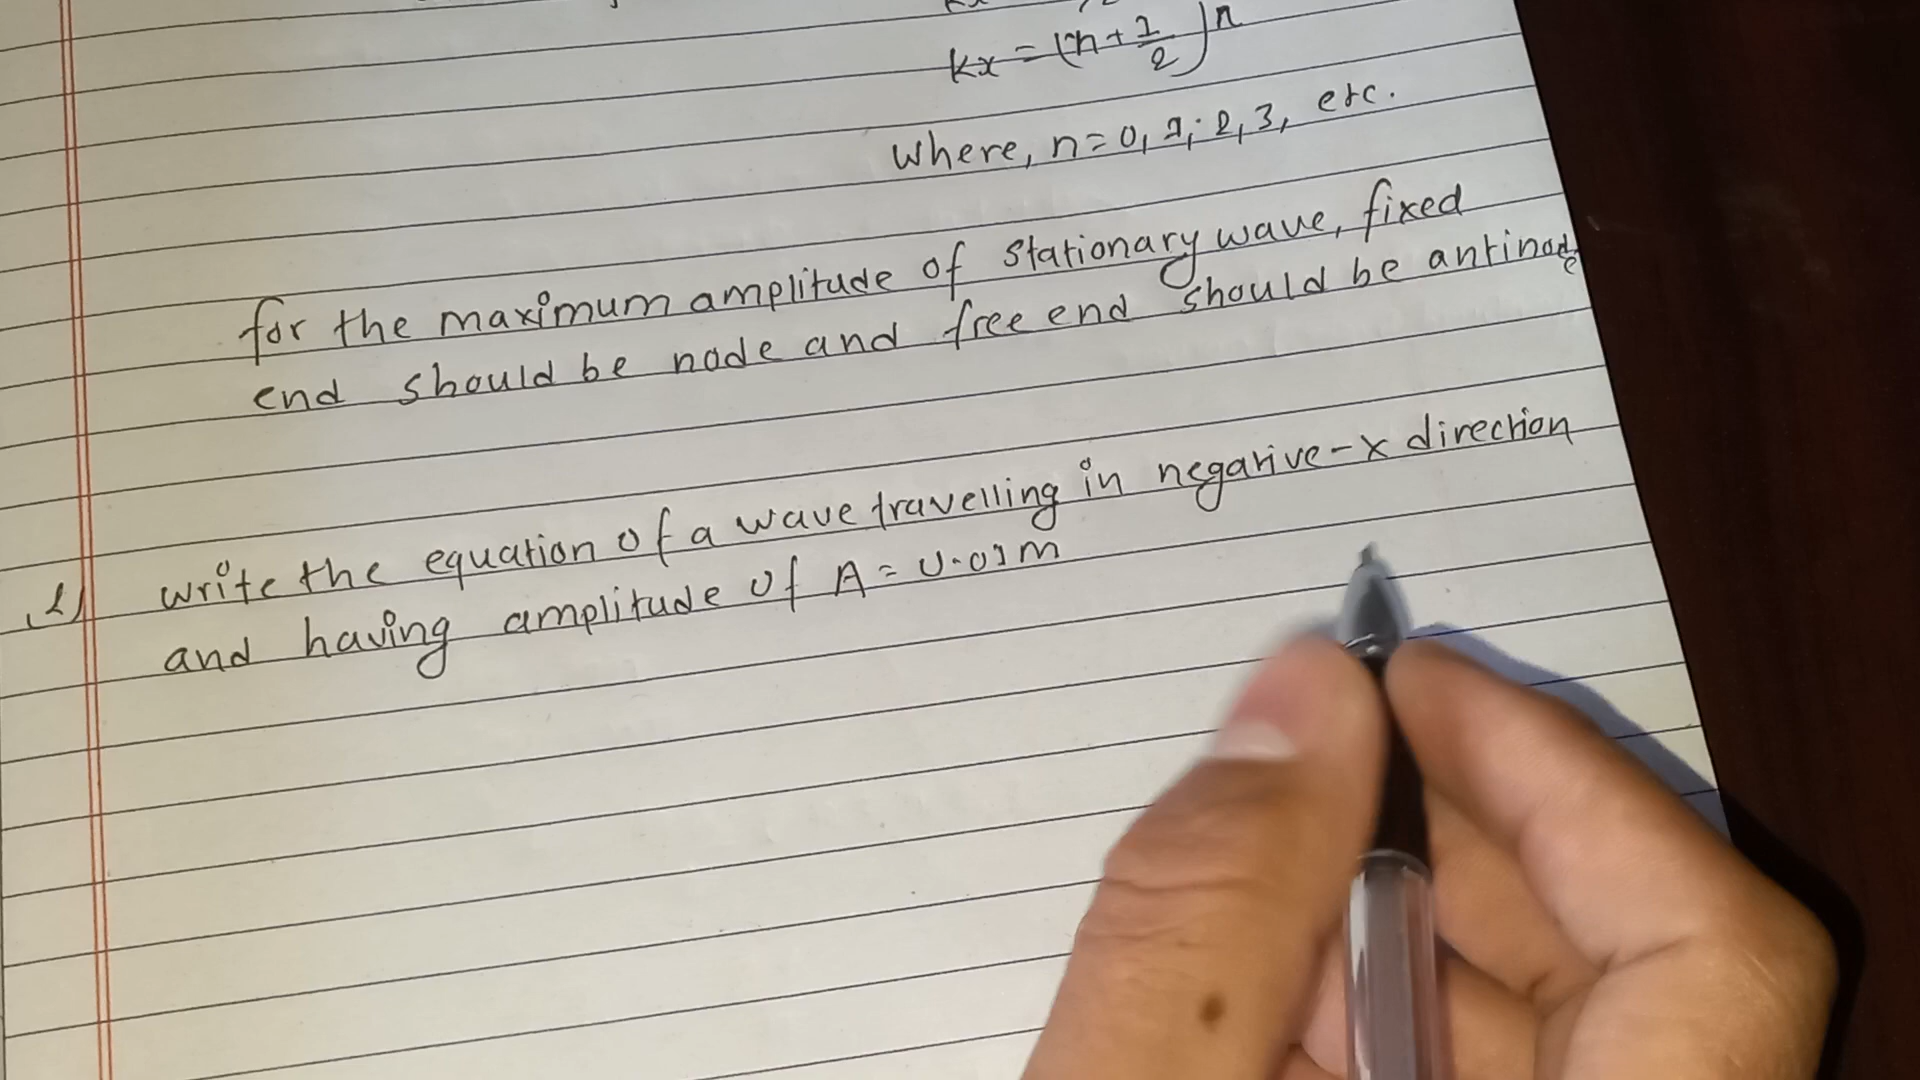 kx = (n + 1/2) π
Where, n = 0, 1, 2, 3, etc.
for the maximum amplitude of stationary wave, fixed
end should be node and free end should be antinode
write the equation of a wave travelling in negative-x direction
and having amplitude of A = 0.01 m